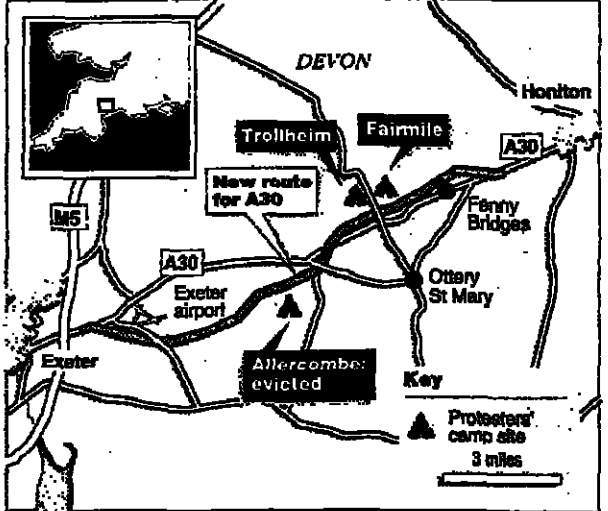 DEVON
Honiton
Trollheim
Fairmile
A30
New route
for A30
M5
Fenny
Bridges
A30
Exeter
airport
Ottery
St Mary
Exeter
Allercombe:
evicted
Key
Protesters'
camp site
3 miles